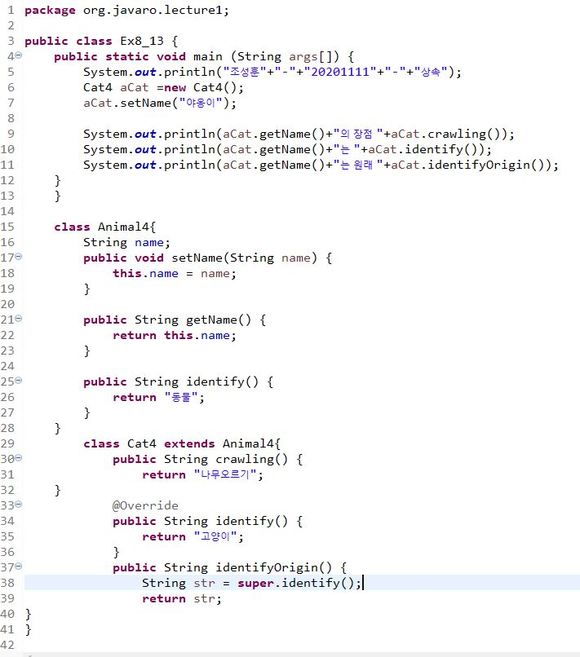 1 package org.javaro.lecture1;
2
3 public class Ex8_13 {
4     public static void main (String args[]) {
5         System.out.println("조성훈"+"-"+"20201111"+"-"+"상속");
6         Cat4 aCat =new Cat4();
7         aCat.setName("야옹이");
8
9         System.out.println(aCat.getName()+"의 장점 "+aCat.crawling());
10         System.out.println(aCat.getName()+"는 "+aCat.identify());
11         System.out.println(aCat.getName()+"는 원래 "+aCat.identifyOrigin());
12     }
13     }
14
15     class Animal4{
16         String name;
17         public void setName(String name) {
18             this.name = name;
19         }
20
21         public String getName() {
22             return this.name;
23         }
24
25         public String identify() {
26             return "동물";
27         }
28     }
29         class Cat4 extends Animal4{
30             public String crawling() {
31                 return "나무오르기";
32     }
33             @Override
34             public String identify() {
35                 return "고양이";
36             }
37             public String identifyOrigin() {
38                 String str = super.identify();
39                 return str;
40 }
41 }
42